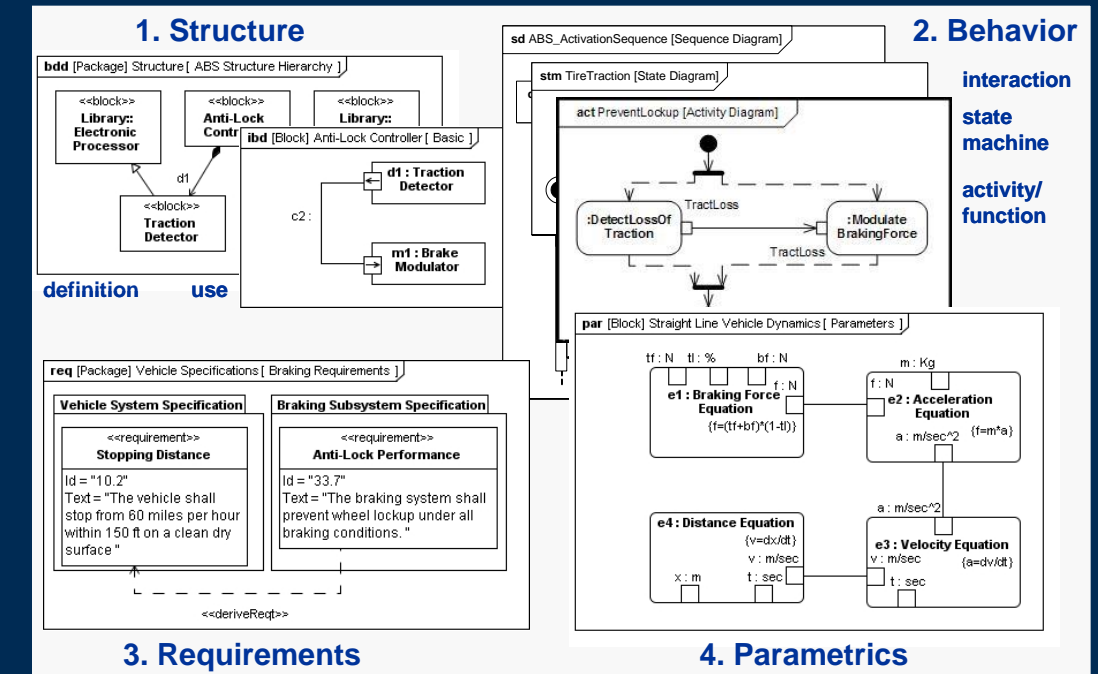 1. Structure
2. Behavior
bdd [Package] Structure [ ABS Structure Hierarchy ]
<<block>>
Library::
Electronic
Processor
<<block>>
Anti-Lock
<<block>>
Library::
d1
<<block>>
Traction
Detector
definition
use
ibd [Block] Anti-Lock Controller [ Basic ]
d1 : Traction
Detector
c2 :
m1 : Brake
Modulator
sd ABS_ActivationSequence [Sequence Diagram]
stm TireTraction [State Diagram]
act PreventLockup [Activity Diagram]
:DetectLossOf
Traction
TractLoss
:Modulate
BrakingForce
TractLoss
interaction
state
machine
activity/
function
req [Package] Vehicle Specifications [ Braking Requirements ]
Vehicle System Specification
<<requirement>>
Stopping Distance
Id = "10.2"
Text = "The vehicle shall
stop from 60 miles per hour
within 150 ft on a clean dry
surface "
Braking Subsystem Specification
<<requirement>>
Anti-Lock Performance
Id = "33.7"
Text = "The braking system shall
prevent wheel lockup under all
braking conditions. "
<<deriveReqt>>
3. Requirements
par [Block] Straight Line Vehicle Dynamics [ Parameters ]
tf : N tl : % bf : N
f : N
e1 : Braking Force
Equation
{f=(tf+bf)*(1-tl)}
m : Kg
f : N
e2 : Acceleration
Equation
{f=m*a}
a : m/sec^2
a : m/sec^2
e3 : Velocity Equation
{a=dv/dt}
v : m/sec
t : sec
e4 : Distance Equation
{v=dx/dt}
v : m/sec
x : m
t : sec
4. Parametrics